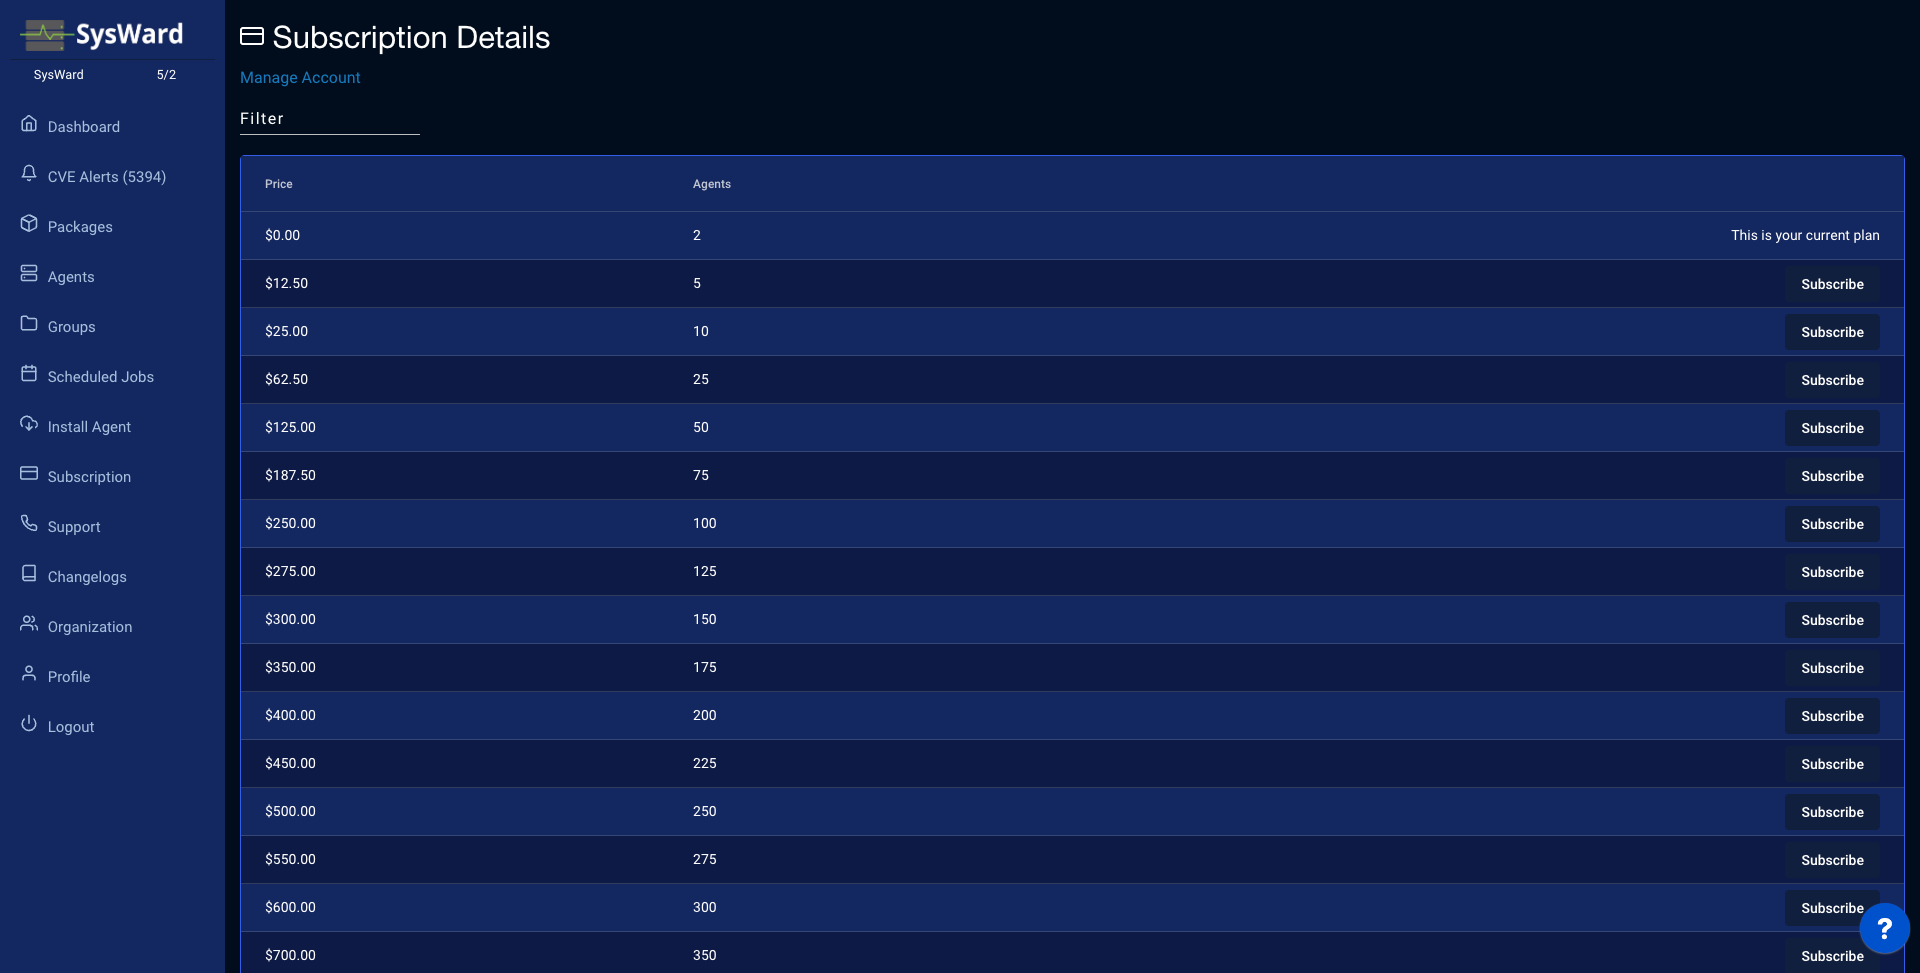 SysWard
SysWard 5/2
Dashboard
CVE Alerts (5394)
Packages
Agents
Groups
Scheduled Jobs
Install Agent
Subscription
Support
Changelogs
Organization
Profile
Logout
Subscription Details
Manage Account
Filter
Price Agents
$0.00 2 This is your current plan
$12.50 5 Subscribe
$25.00 10 Subscribe
$62.50 25 Subscribe
$125.00 50 Subscribe
$187.50 75 Subscribe
$250.00 100 Subscribe
$275.00 125 Subscribe
$300.00 150 Subscribe
$350.00 175 Subscribe
$400.00 200 Subscribe
$450.00 225 Subscribe
$500.00 250 Subscribe
$550.00 275 Subscribe
$600.00 300 Subscribe
$700.00 350 Subscribe
?